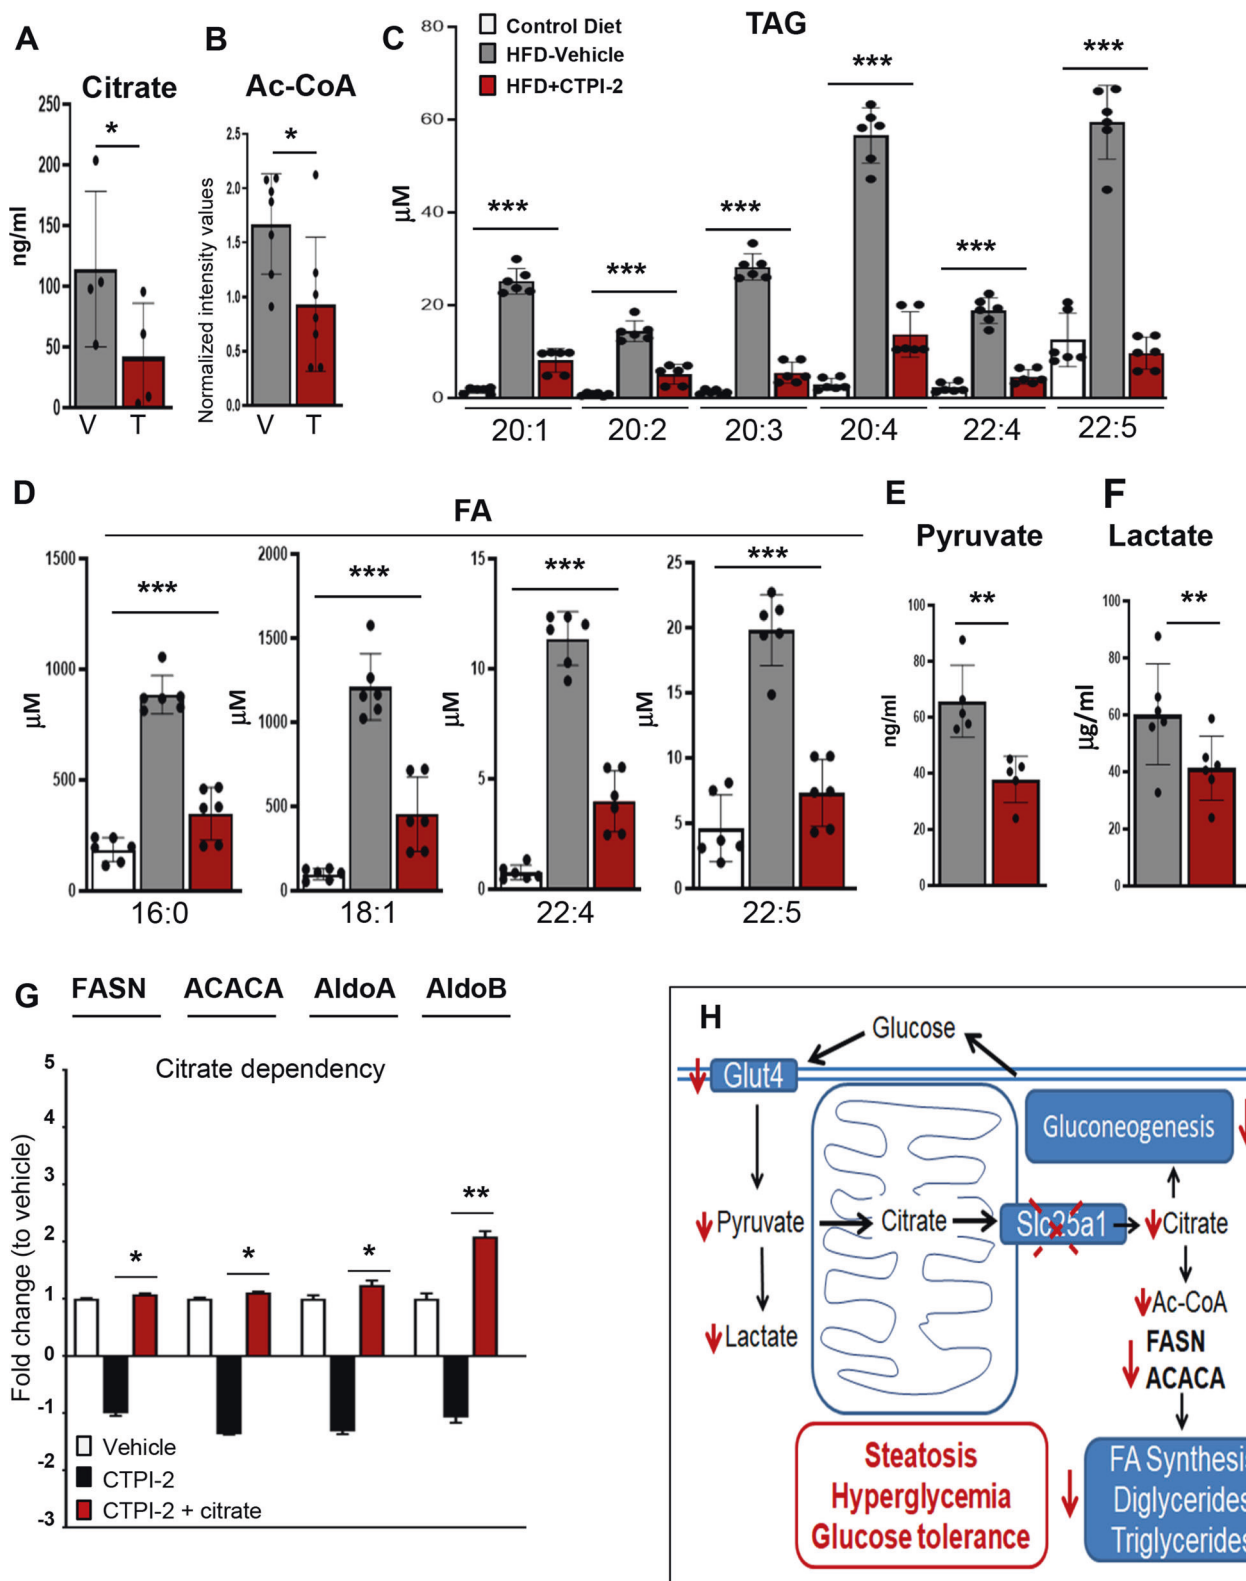 A
Citrate
ng/ml
250
200
150
100
50
0
*
V T
B
Ac-CoA
Normalized intensity values
2.5
2.0
1.5
1.0
0.5
0.0
*
V T
C
Control Diet
HFD-Vehicle
HFD+CTPI-2
TAG
µM
80
60
40
20
0
*** *** *** *** *** ***
20:1 20:2 20:3 20:4 22:4 22:5
D
FA
µM
1500
1000
500
0
***
16:0
µM
2000
1500
1000
500
0
***
18:1
µM
15
10
5
0
***
22:4
µM
25
20
15
10
5
0
***
22:5
E
Pyruvate
ng/ml
100
80
60
40
20
0
**
F
Lactate
µg/ml
100
80
60
40
20
0
**
G
FASN ACACA AldoA AldoB
Citrate dependency
Fold change (to vehicle)
5
4
3
2
1
0
-1
-2
-3
* * * **
Vehicle
CTPI-2
CTPI-2 + citrate
H
Glucose
Glut4
Gluconeogenesis
Pyruvate
Citrate
Slc25a1
Citrate
Lactate
Ac-CoA
FASN
ACACA
Steatosis
Hyperglycemia
Glucose tolerance
FA Synthesis
Diglycerides
Triglycerides